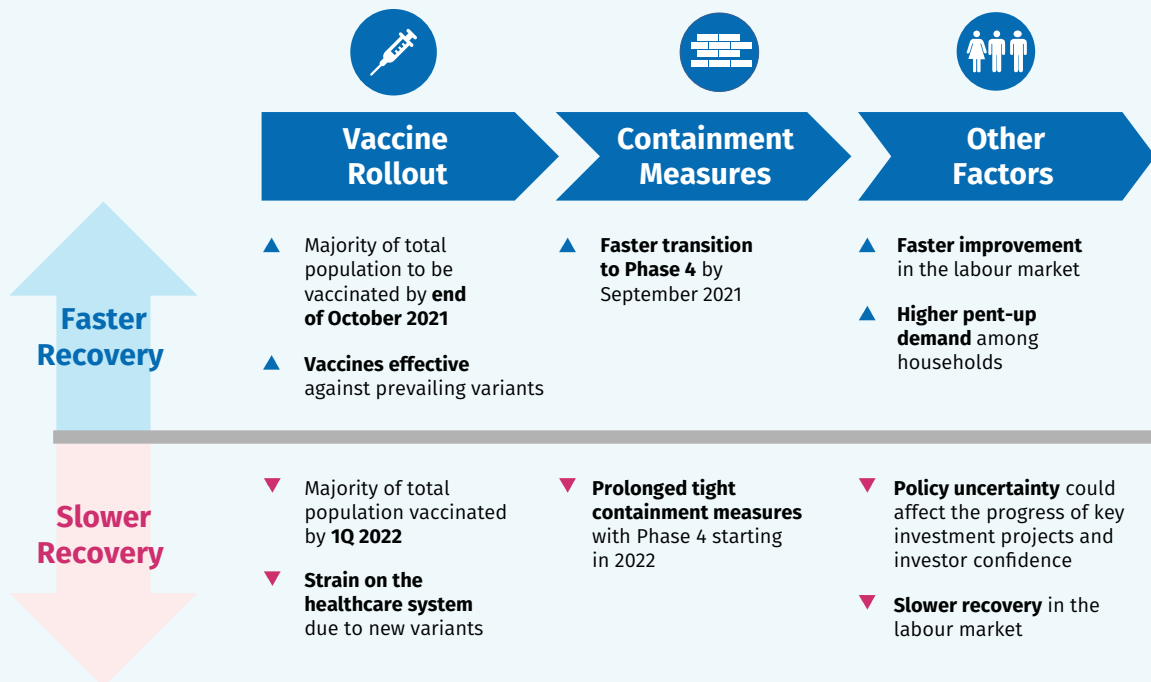 Vaccine
Rollout
Containment
Measures
Other
Factors
Faster
Recovery
Majority of total
population to be
vaccinated by end
of October 2021
Vaccines effective
against prevailing variants
Faster transition
to Phase 4 by
September 2021
Faster improvement
in the labour market
Higher pent-up
demand among
households
Slower
Recovery
Majority of total
population vaccinated
by 1Q 2022
Strain on the
healthcare system
due to new variants
Prolonged tight
containment measures
with Phase 4 starting
in 2022
Policy uncertainty could
affect the progress of key
investment projects and
investor confidence
Slower recovery in the
labour market